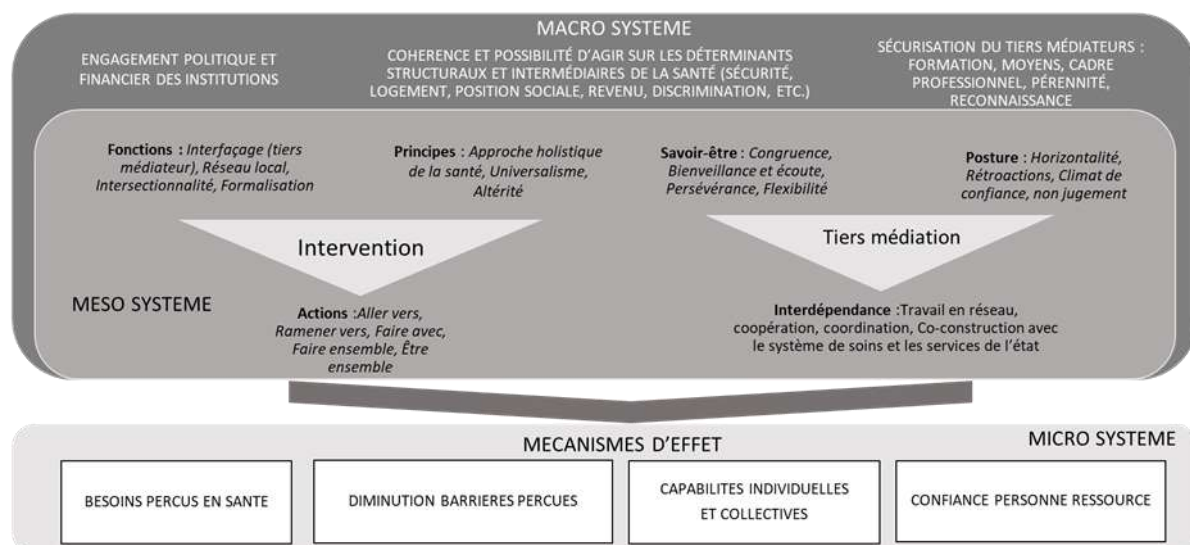 MACRO SYSTEME
ENGAGEMENT POLITIQUE ET
FINANCIER DES INSTITUTIONS
COHERENCE ET POSSIBILITÉ D'AGIR SUR LES DÉTERMINANTS
STRUCTURAUX ET INTERMÉDIAIRES DE LA SANTÉ (SÉCURITÉ,
LOGEMENT, POSITION SOCIALE, REVENU, DISCRIMINATION, ETC.)
SÉCURISATION DU TIERS MÉDIATEURS :
FORMATION, MOYENS, CADRE
PROFESSIONNEL, PÉRENNITÉ,
RECONNAISSANCE
Fonctions : Interfaçage (tiers
médiateur), Réseau local,
Intersectionnalité, Formalisation
Principes : Approche holistique
de la santé, Universalisme,
Altérité
Savoir-être : Congruence,
Bienveillance et écoute,
Persévérance, Flexibilité
Posture : Horizontalité,
Rétroactions, Climat de
confiance, non jugement
Intervention
Tiers médiation
MESO SYSTEME
Actions :Aller vers,
Ramener vers, Faire avec,
Faire ensemble, Être
ensemble
Interdépendance :Travail en réseau,
coopération, coordination, Co-construction avec
le système de soins et les services de l'état
MECANISMES D'EFFET
MICRO SYSTEME
BESOINS PERCUS EN SANTE
DIMINUTION BARRIERES PERCUES
CAPABILITES INDIVIDUELLES
ET COLLECTIVES
CONFIANCE PERSONNE RESSOURCE